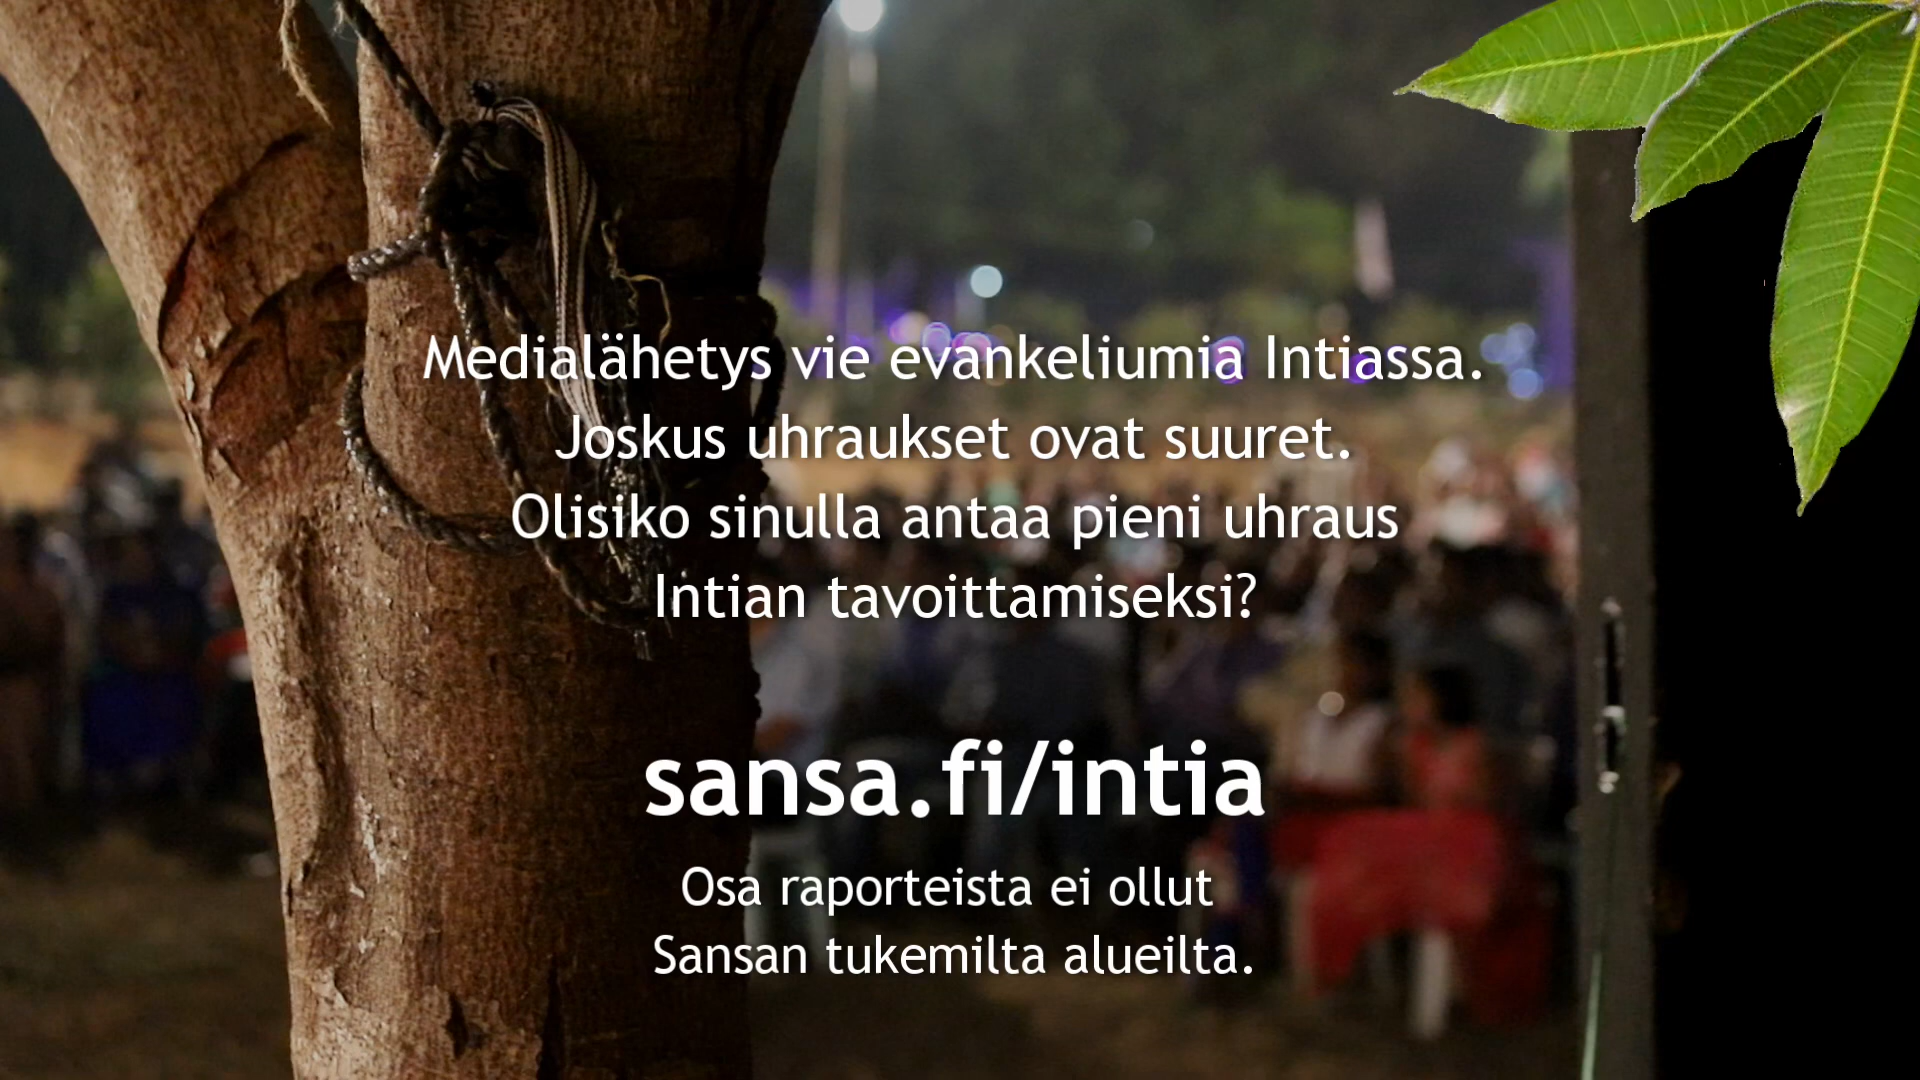 Medialähetys vie evankeliumia Intiassa.
Joskus uhraukset ovat suuret.
Olisiko sinulla antaa pieni uhraus
Intian tavoittamiseksi?
sansa.fi/intia
Osa raporteista ei ollut
Sansan tukemilta alueilta.